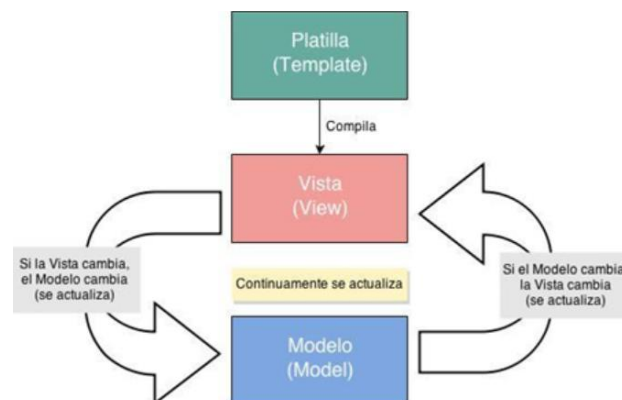 Platilla
(Template)
Compila
Vista
(View)
Si la Vista cambia,
el Modelo cambia
(se actualiza)
Continuamente se actualiza
Si el Modelo cambia
la Vista cambia
(se actualiza)
Modelo
(Model)